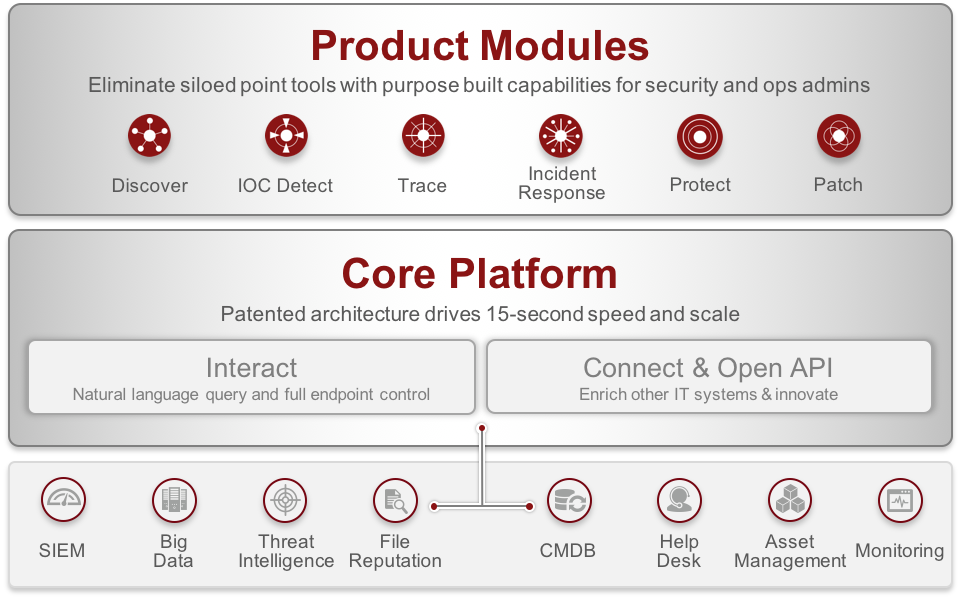 Product Modules
Eliminate siloed point tools with purpose built capabilities for security and ops admins
Discover
IOC Detect
Trace
Incident
Response
Protect
Patch
Core Platform
Patented architecture drives 15-second speed and scale
Interact
Natural language query and full endpoint control
Connect & Open API
Enrich other IT systems & innovate
SIEM
Big
Data
Threat
Intelligence
File
Reputation
CMDB
Help
Desk
Asset
Management
Monitoring